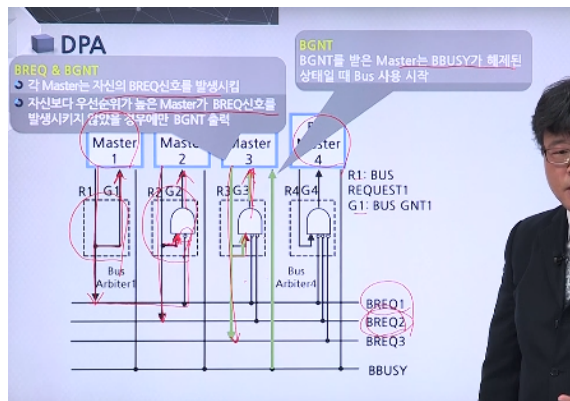 DPA
BREQ & BGNT
각 Master는 자신의 BREQ신호를 발생시킴
자신보다 우선순위가 높은 Master가 BREQ신호를
발생시키지 않았을 경우에만 BGNT 출력
BGNT
BGNT를 받은 Master는 BBUSY가 해제된
상태일 때 Bus 사용 시작
Master
1
Master
2
Master
3
Master
4
R1 G1
R2 G2
R3 G3
R4 G4
R1: BUS
REQUEST1
G1: BUS GNT1
Bus
Arbiter1
Bus
Arbiter4
BREQ1
BREQ2
BREQ3
BBUSY